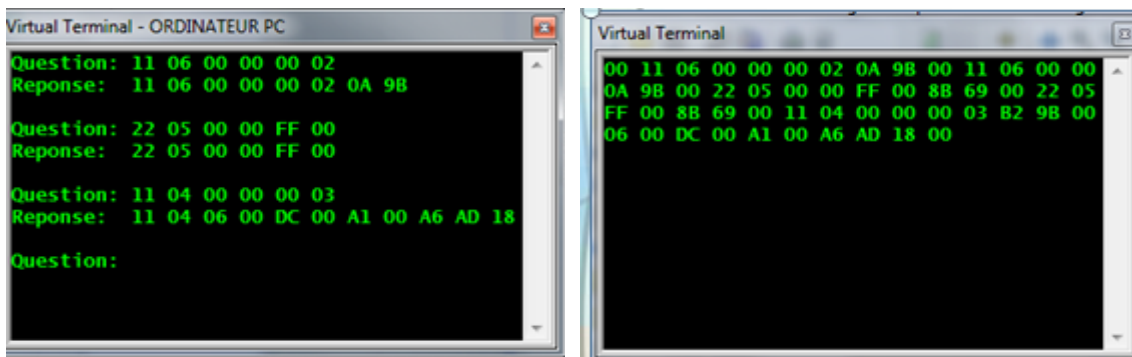 Virtual Terminal - ORDINATEUR PC
Question: 11 06 00 00 00 02
Reponse: 11 06 00 00 00 02 0A 9B
Question: 22 05 00 00 FF 00
Reponse: 22 05 00 00 FF 00
Question: 11 04 00 00 00 03
Reponse: 11 04 06 00 DC 00 A1 00 A6 AD 18
Question:
Virtual Terminal
00 11 06 00 00 00 02 0A 9B 00 11 06 00 00
0A 9B 00 22 05 00 00 FF 00 8B 69 00 22 05
FF 00 8B 69 00 11 04 00 00 00 03 B2 9B 00
06 00 DC 00 A1 00 A6 AD 18 00